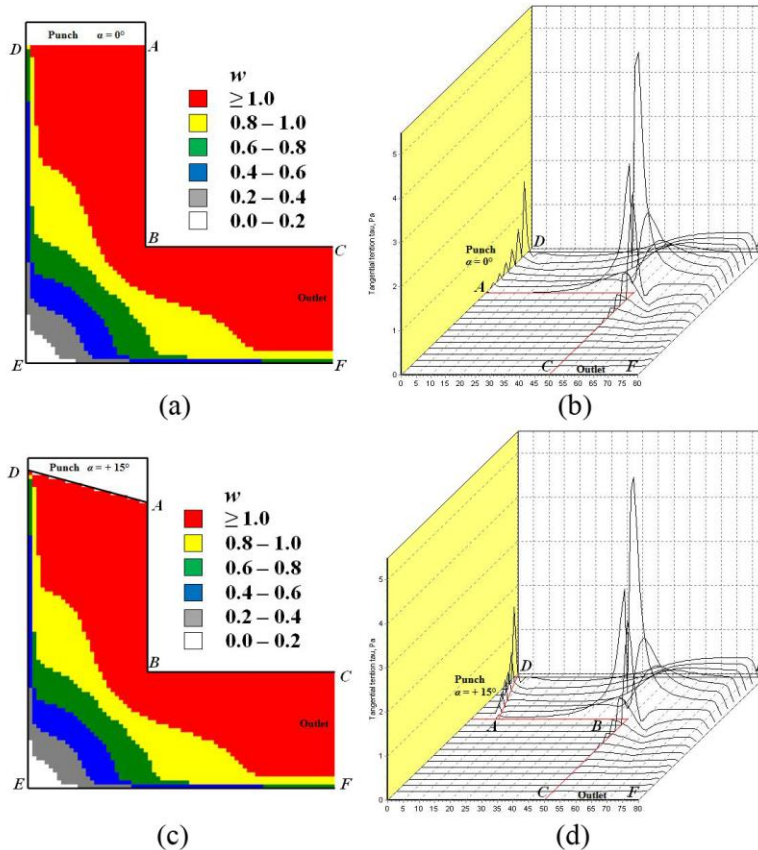 D
Punch α = 0°
A
w
≥ 1.0
0.8 – 1.0
0.6 – 0.8
0.4 – 0.6
0.2 – 0.4
0.0 – 0.2
B
C
Outlet
E
F
(a)
Tangential tention tau, Pa
5
4
3
2
1
0
D
Punch
α = 0°
A
C
Outlet
F
0 5 10 15 20 25 30 35 40 45 50 55 60 65 70 75 80
(b)
D
Punch α = + 15°
A
w
≥ 1.0
0.8 – 1.0
0.6 – 0.8
0.4 – 0.6
0.2 – 0.4
0.0 – 0.2
B
C
Outlet
E
F
(c)
Tangential tention tau, Pa
5
4
3
2
1
0
D
Punch
α = + 15°
A
B
C
Outlet
F
0 5 10 15 20 25 30 35 40 45 50 55 60 65 70 75 80
(d)